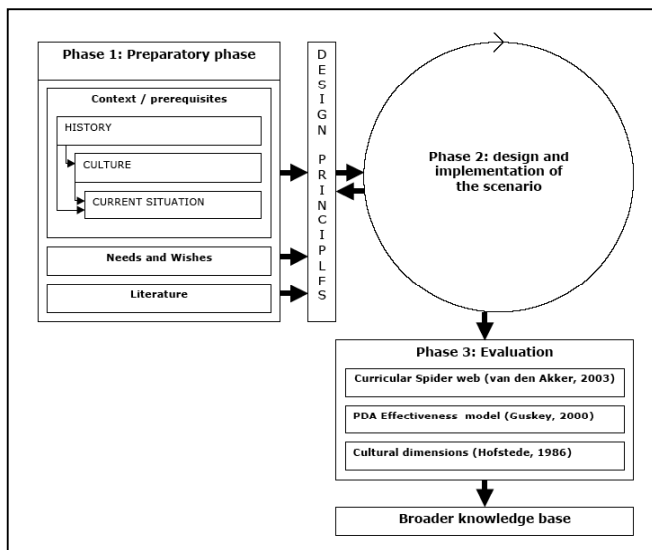 Phase 1: Preparatory phase
Context / prerequisites
HISTORY
CULTURE
CURRENT SITUATION
Needs and Wishes
Literature
DESIGN PRINCIPLFS
Phase 2: design and
implementation of
the scenario
Phase 3: Evaluation
Curricular Spider web (van den Akker, 2003)
PDA Effectiveness model (Guskey, 2000)
Cultural dimensions (Hofstede, 1986)
Broader knowledge base